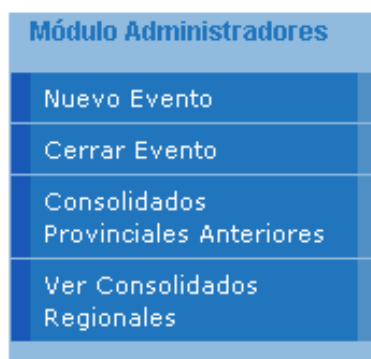 Módulo Administradores
Nuevo Evento
Cerrar Evento
Consolidados
Provinciales Anteriores
Ver Consolidados
Regionales